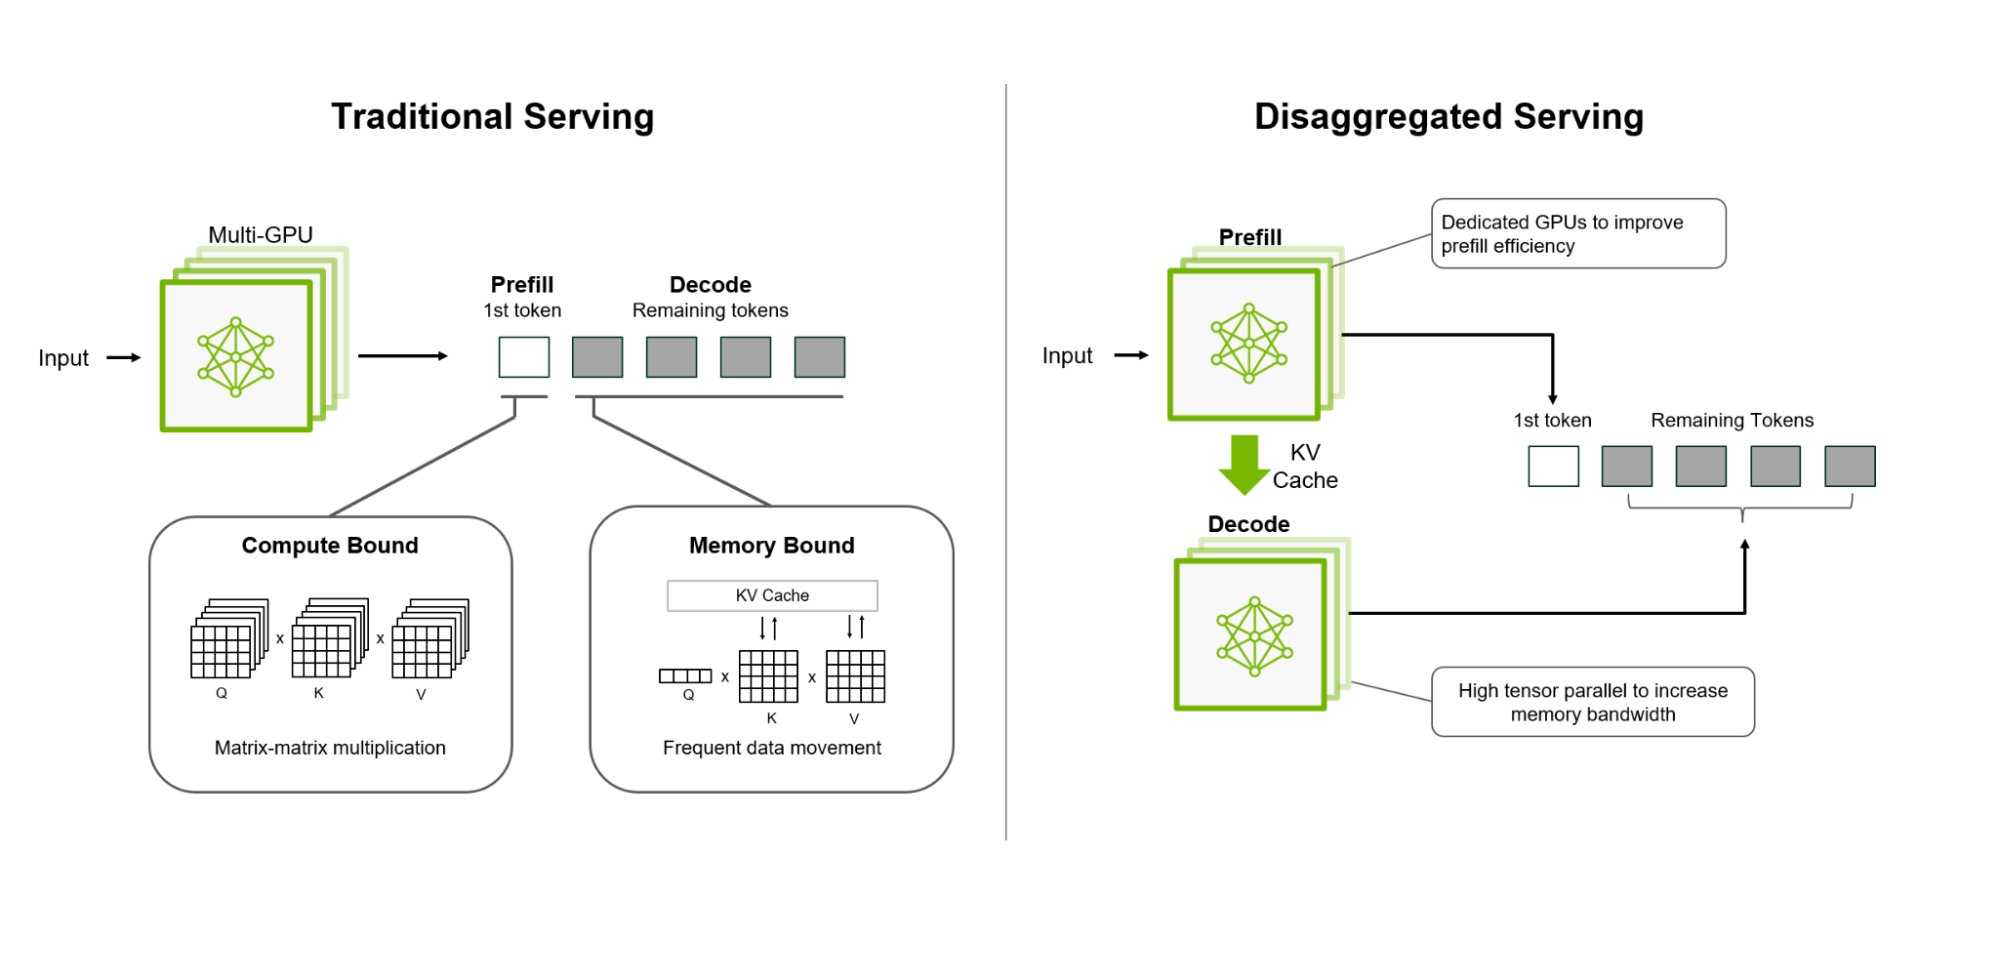 Traditional Serving
Multi-GPU
Input
Prefill
1st token
Decode
Remaining tokens
Compute Bound
x
x
Q
K
V
Matrix-matrix multiplication
Memory Bound
KV Cache
x
x
Q
K
V
Frequent data movement
Disaggregated Serving
Dedicated GPUs to improve
prefill efficiency
Prefill
Input
KV
Cache
1st token
Remaining Tokens
Decode
High tensor parallel to increase
memory bandwidth